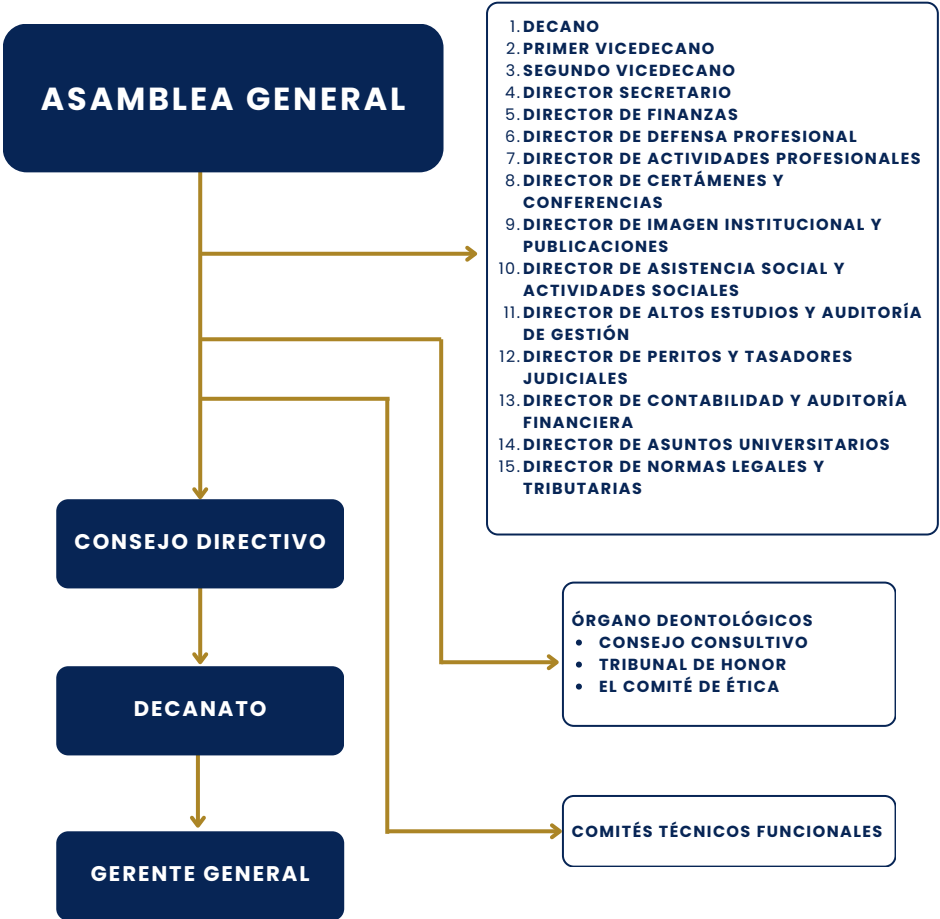 ASAMBLEA GENERAL
1. DECANO
2. PRIMER VICEDECANO
3. SEGUNDO VICEDECANO
4. DIRECTOR SECRETARIO
5. DIRECTOR DE FINANZAS
6. DIRECTOR DE DEFENSA PROFESIONAL
7. DIRECTOR DE ACTIVIDADES PROFESIONALES
8. DIRECTOR DE CERTÁMENES Y
CONFERENCIAS
9. DIRECTOR DE IMAGEN INSTITUCIONAL Y
PUBLICACIONES
10. DIRECTOR DE ASISTENCIA SOCIAL Y
ACTIVIDADES SOCIALES
11. DIRECTOR DE ALTOS ESTUDIOS Y AUDITORÍA
DE GESTIÓN
12. DIRECTOR DE PERITOS Y TASADORES
JUDICIALES
13. DIRECTOR DE CONTABILIDAD Y AUDITORÍA
FINANCIERA
14. DIRECTOR DE ASUNTOS UNIVERSITARIOS
15. DIRECTOR DE NORMAS LEGALES Y
TRIBUTARIAS
CONSEJO DIRECTIVO
ÓRGANO DEONTOLÓGICOS
• CONSEJO CONSULTIVO
• TRIBUNAL DE HONOR
• EL COMITÉ DE ÉTICA
DECANATO
COMITÉS TÉCNICOS FUNCIONALES
GERENTE GENERAL